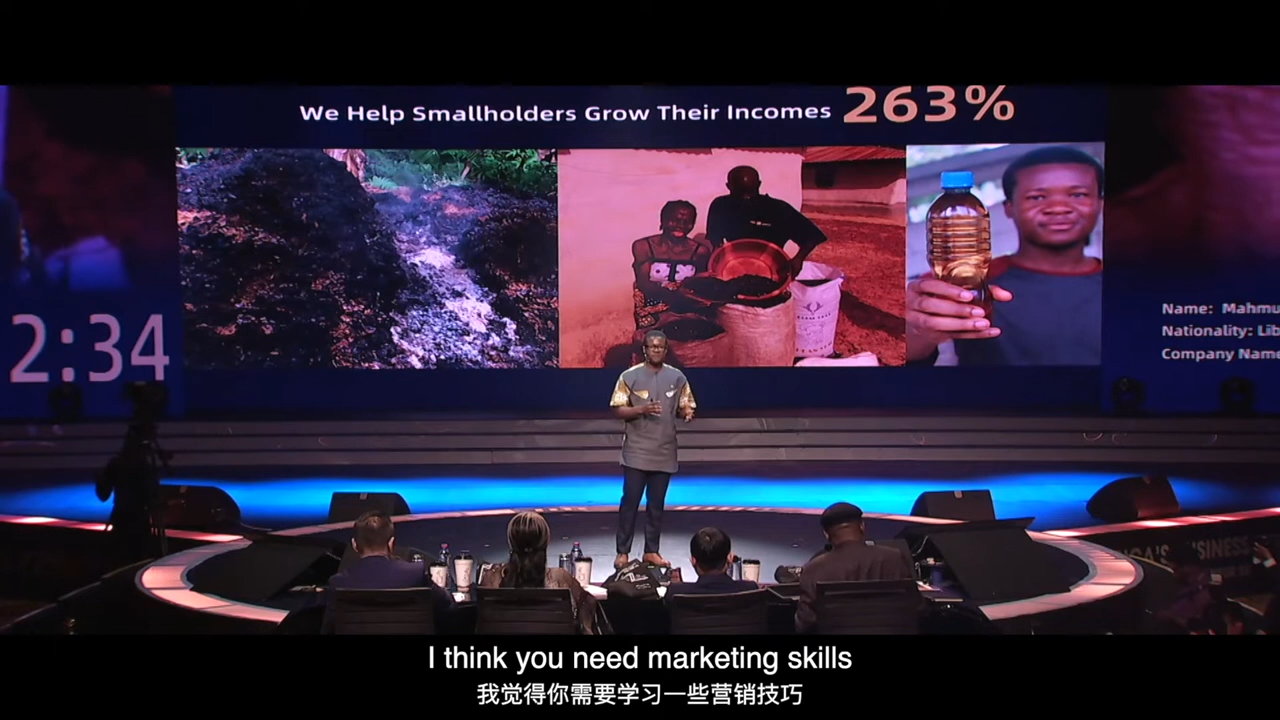 We Help Smallholders Grow Their Incomes 263%
2:34
Name: Mahmu
Nationality: Lib
Company Name
I think you need marketing skills
我觉得你需要学习一些营销技巧